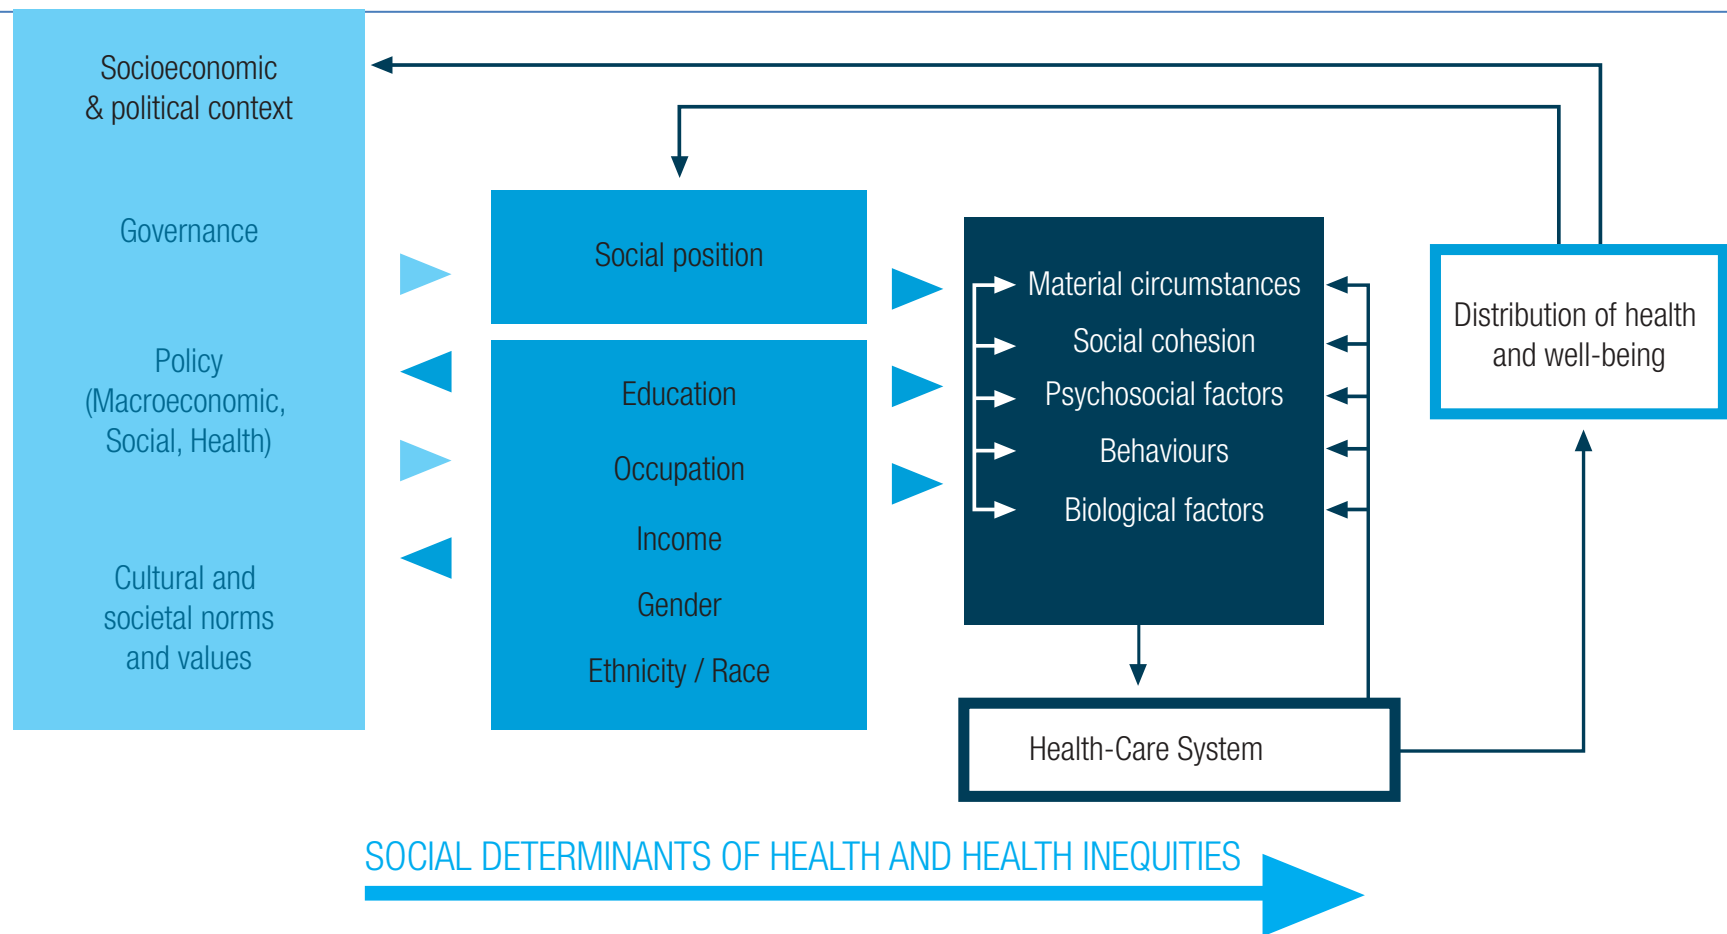 Socioeconomic
& political context
Governance
Policy
(Macroeconomic,
Social, Health)
Cultural and
societal norms
and values
Social position
Education
Occupation
Income
Gender
Ethnicity / Race
Material circumstances
Social cohesion
Psychosocial factors
Behaviours
Biological factors
Health-Care System
Distribution of health
and well-being
SOCIAL DETERMINANTS OF HEALTH AND HEALTH INEQUITIES